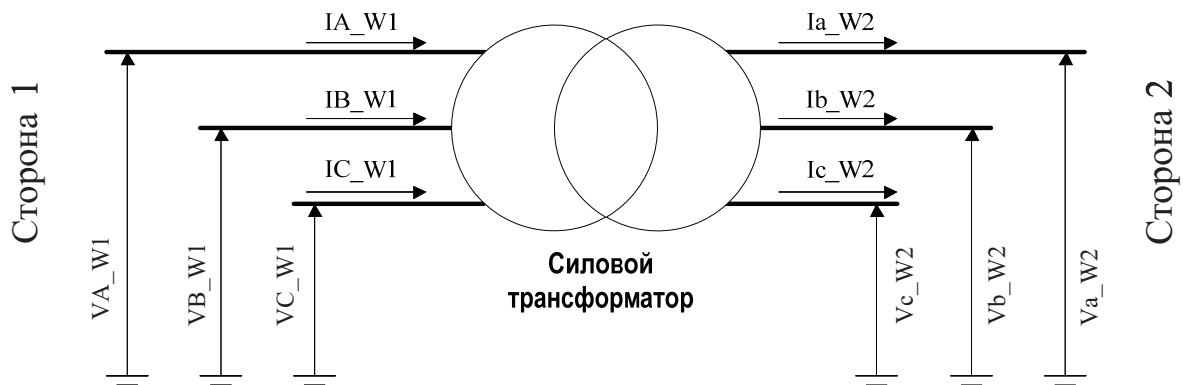 Сторона 1
IA_W1
IB_W1
IC_W1
VA_W1
VB_W1
VC_W1
Силовой
трансформатор
Ia_W2
Ib_W2
Ic_W2
Vc_W2
Vb_W2
Va_W2
Сторона 2